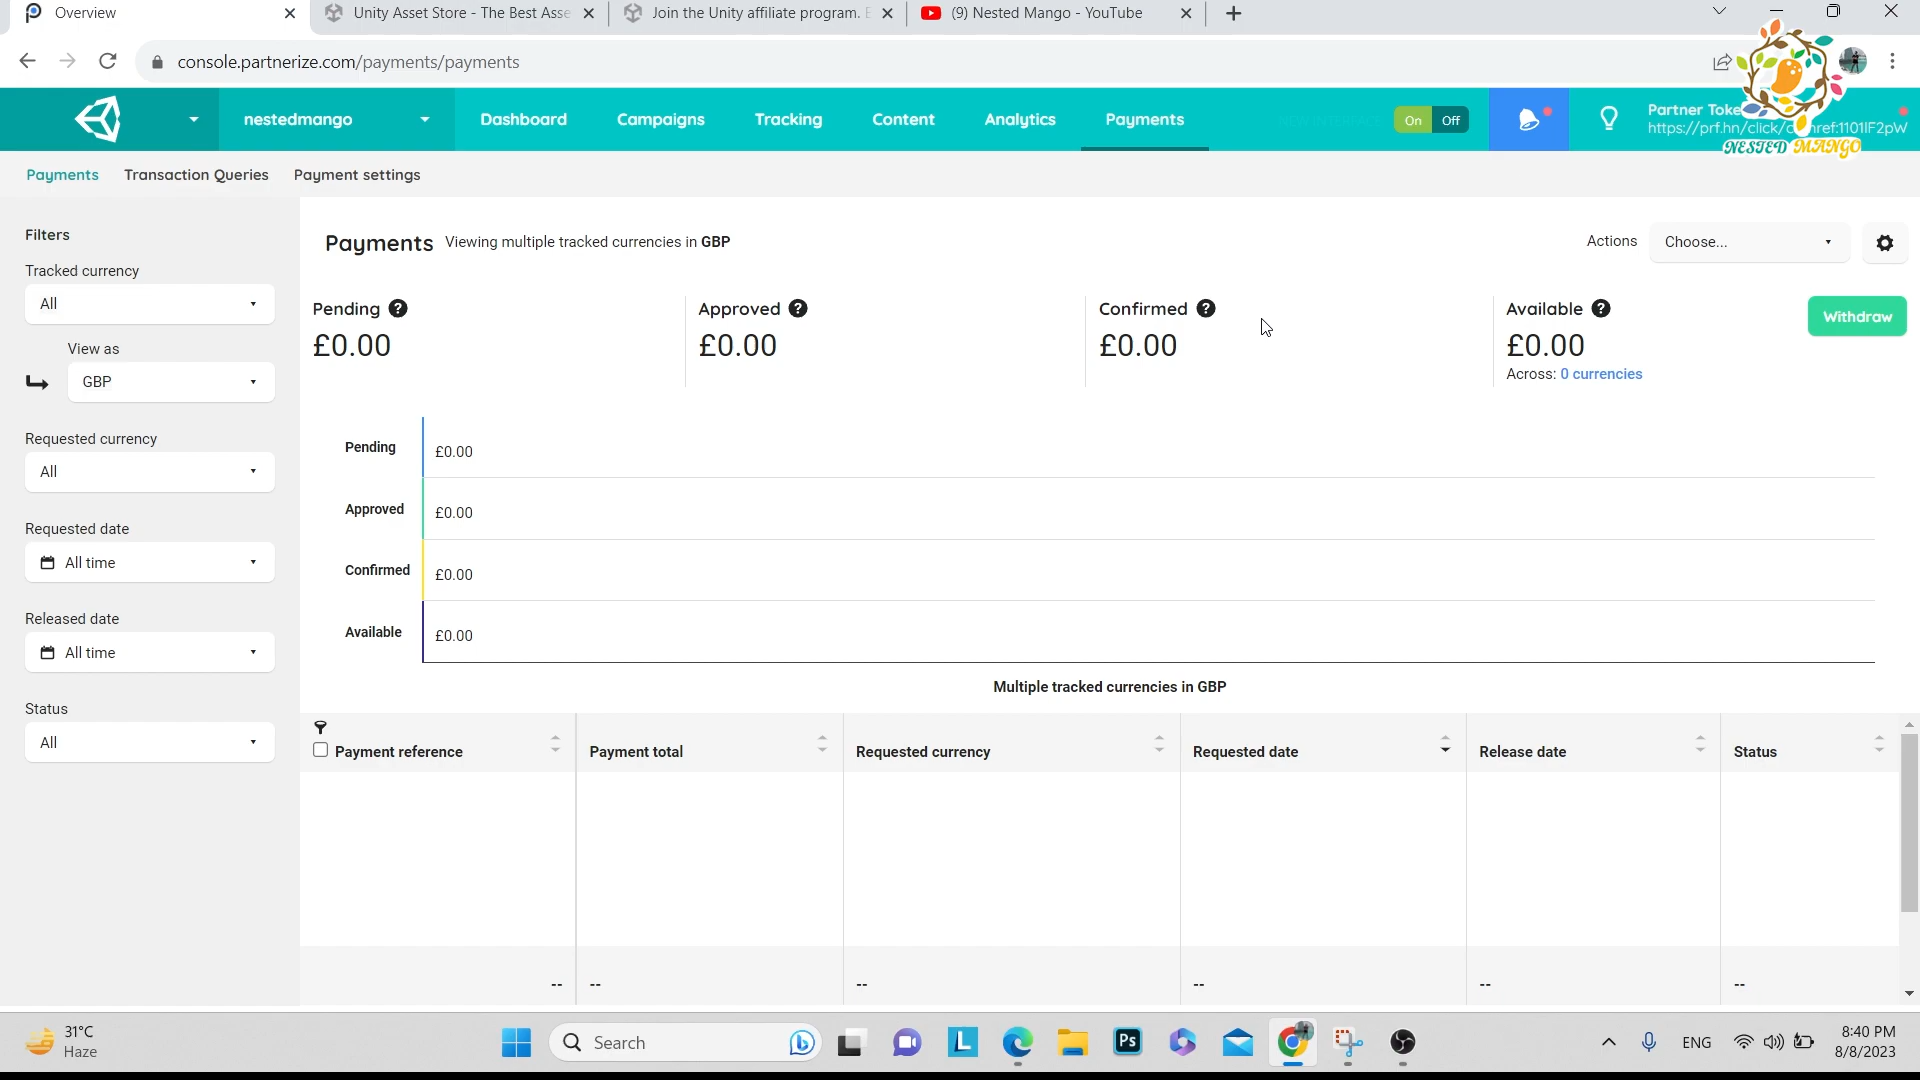 Overview
Unity Asset Store - The Best Asse
Join the Unity affiliate program. E
(9) Nested Mango - YouTube
console.partnerize.com/payments/payments
nestedmango
Dashboard
Campaigns
Tracking
Content
Analytics
Payments
On
Off
Partner Toke
https://prf.hn/click/c
ref:1101lF2pW
NESTED MANGO
Payments
Transaction Queries
Payment settings
Filters
Tracked currency
All
View as
GBP
Requested currency
All
Requested date
All time
Released date
All time
Status
All
Payments Viewing multiple tracked currencies in GBP
Actions
Choose...
Pending ?
£0.00
Approved ?
£0.00
Confirmed ?
£0.00
Available ?
£0.00
Across: 0 currencies
Withdraw
Pending £0.00
Approved £0.00
Confirmed £0.00
Available £0.00
Multiple tracked currencies in GBP
Payment reference
Payment total
Requested currency
Requested date
Release date
Status
-- -- -- -- -- --
31°C
Haze
Search
L
Ps
ENG
8:40 PM
8/8/2023